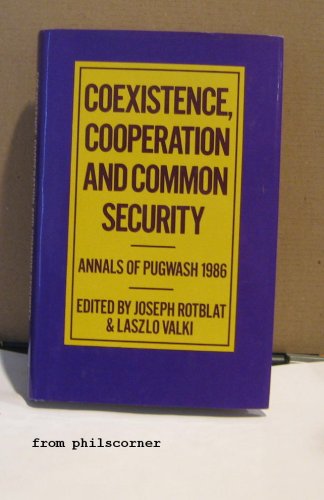 COEXISTENCE,
COOPERATION
AND COMMON
SECURITY
ANNALS OF PUGWASH 1986
EDITED BY JOSEPH ROTBLAT
& LASZLO VALKI
from philscorner